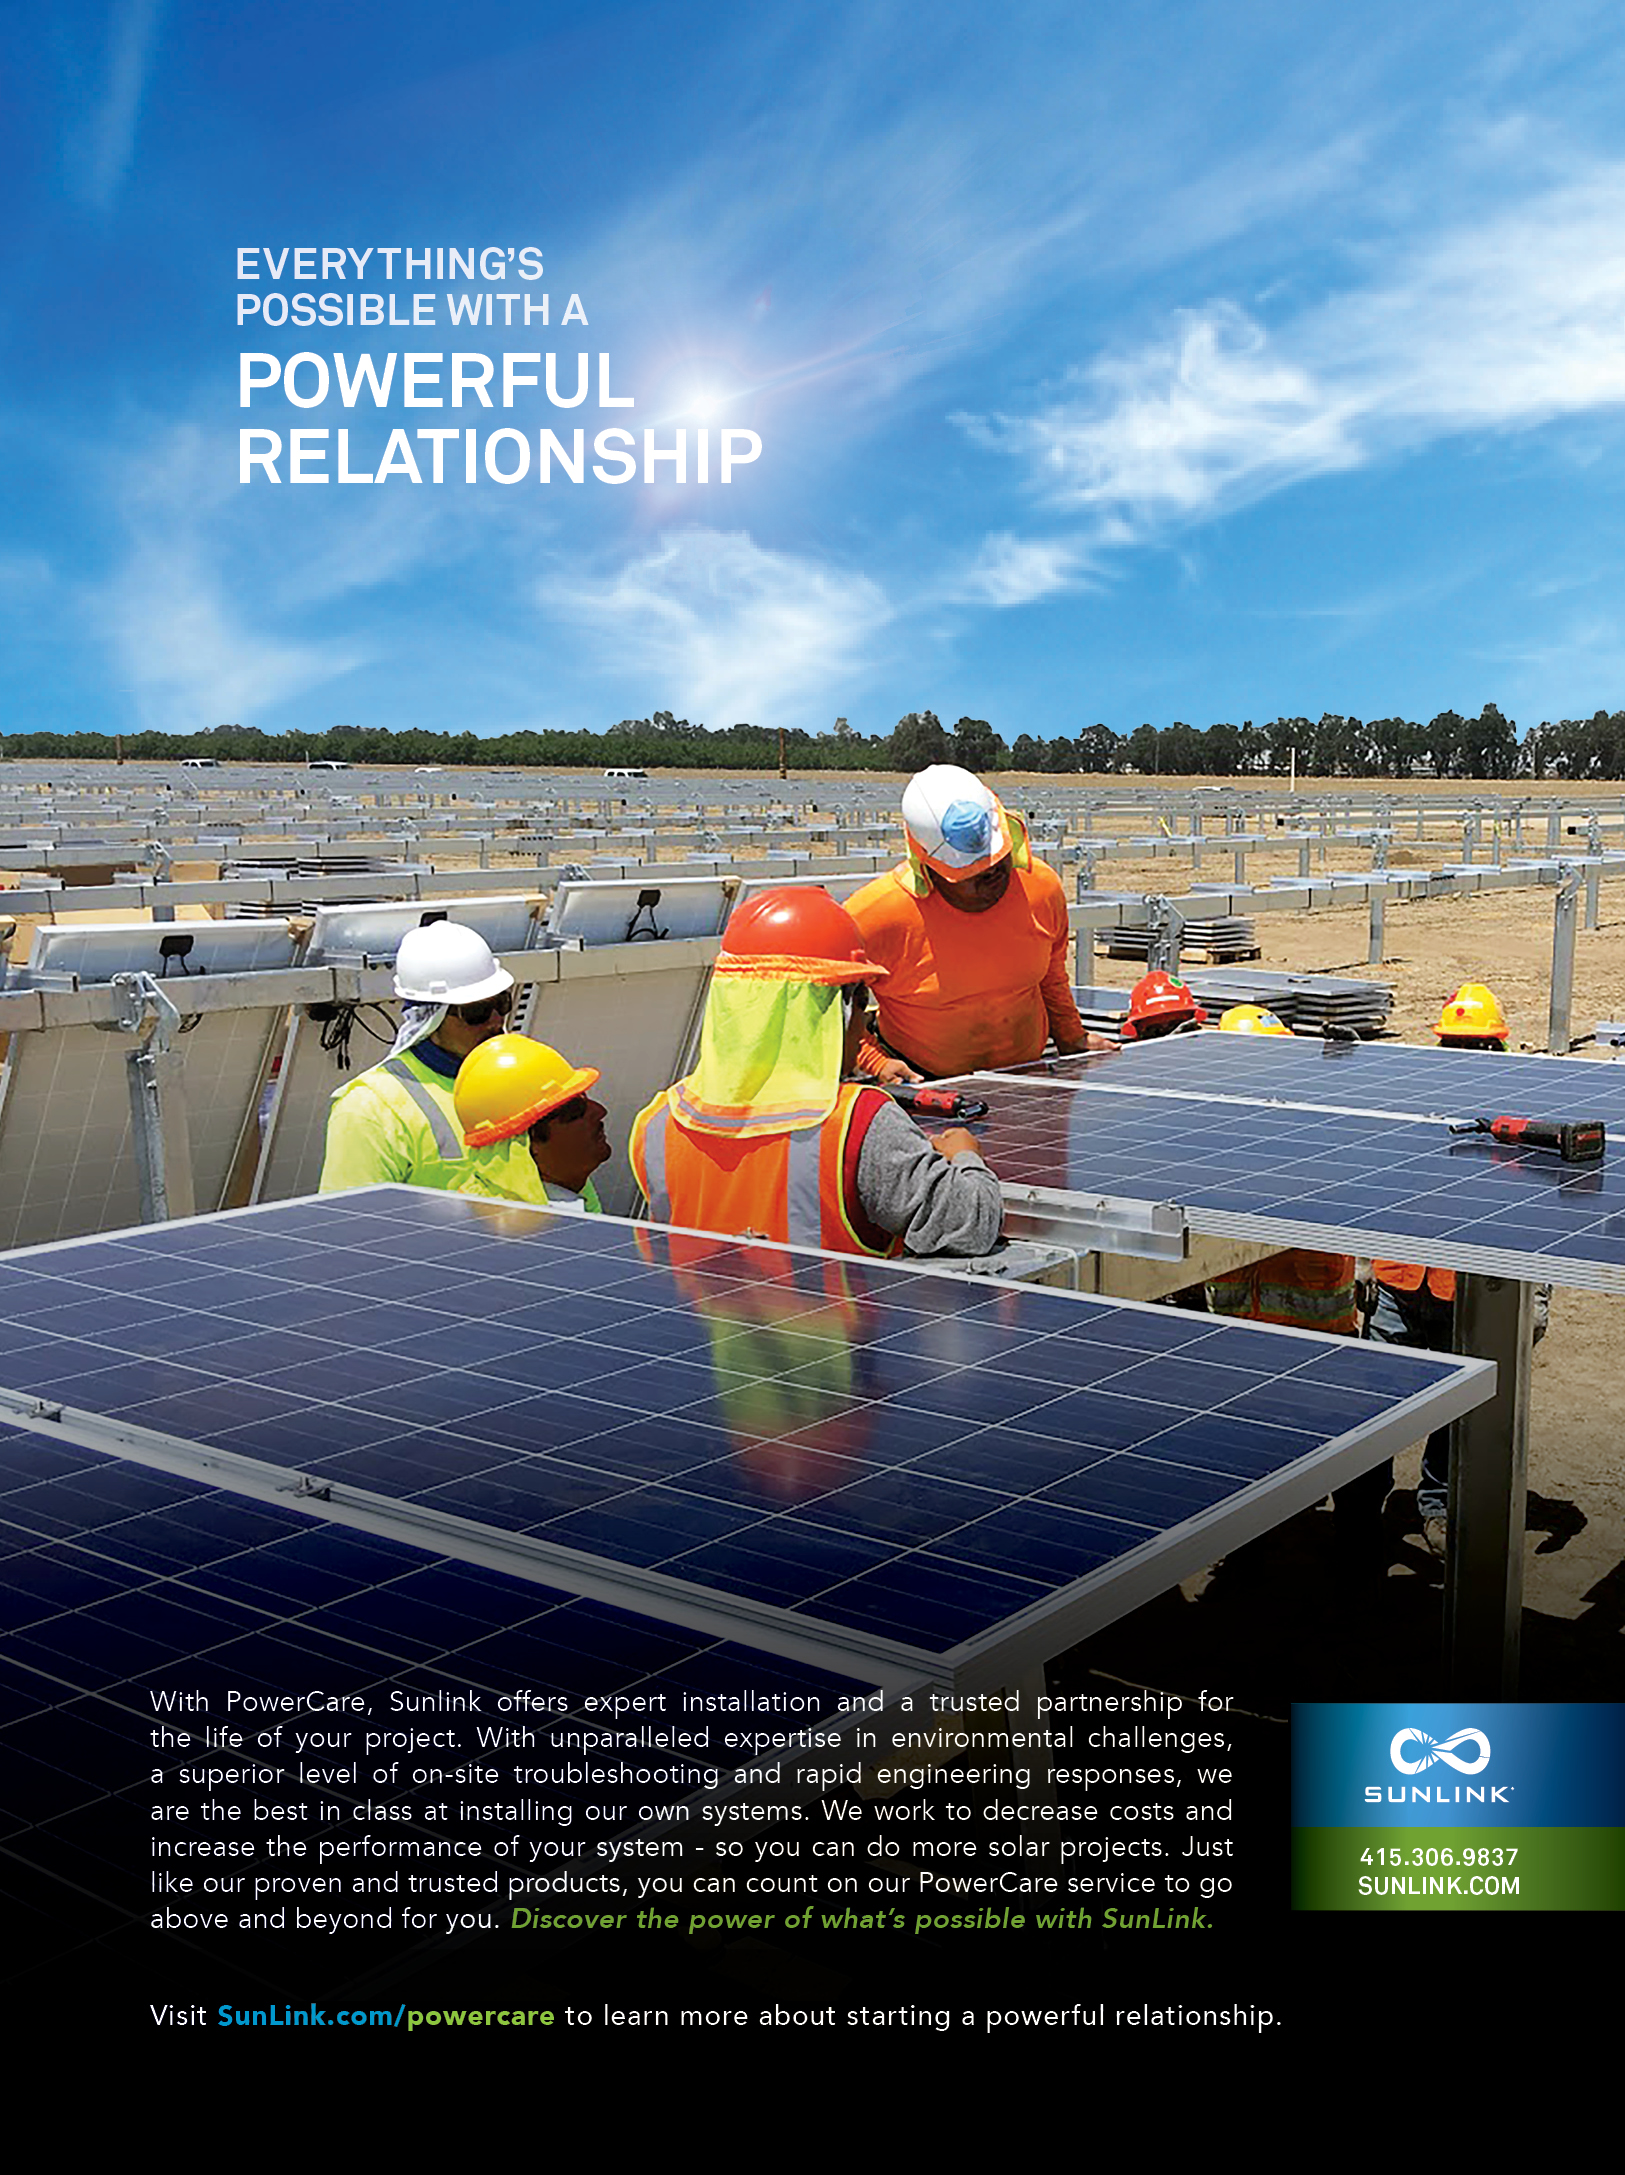 EVERYTHING’S
POSSIBLE WITH A
POWERFUL
RELATIONSHIP
With PowerCare, Sunlink offers expert installation and a trusted partnership for
the life of your project. With unparalleled expertise in environmental challenges,
a superior level of on-site troubleshooting and rapid engineering responses, we
are the best in class at installing our own systems. We work to decrease costs and
increase the performance of your system - so you can do more solar projects. Just
like our proven and trusted products, you can count on our PowerCare service to go
above and beyond for you. Discover the power of what’s possible with SunLink.
SUNLINK
415.306.9837
SUNLINK.COM
Visit SunLink.com/powercare to learn more about starting a powerful relationship.